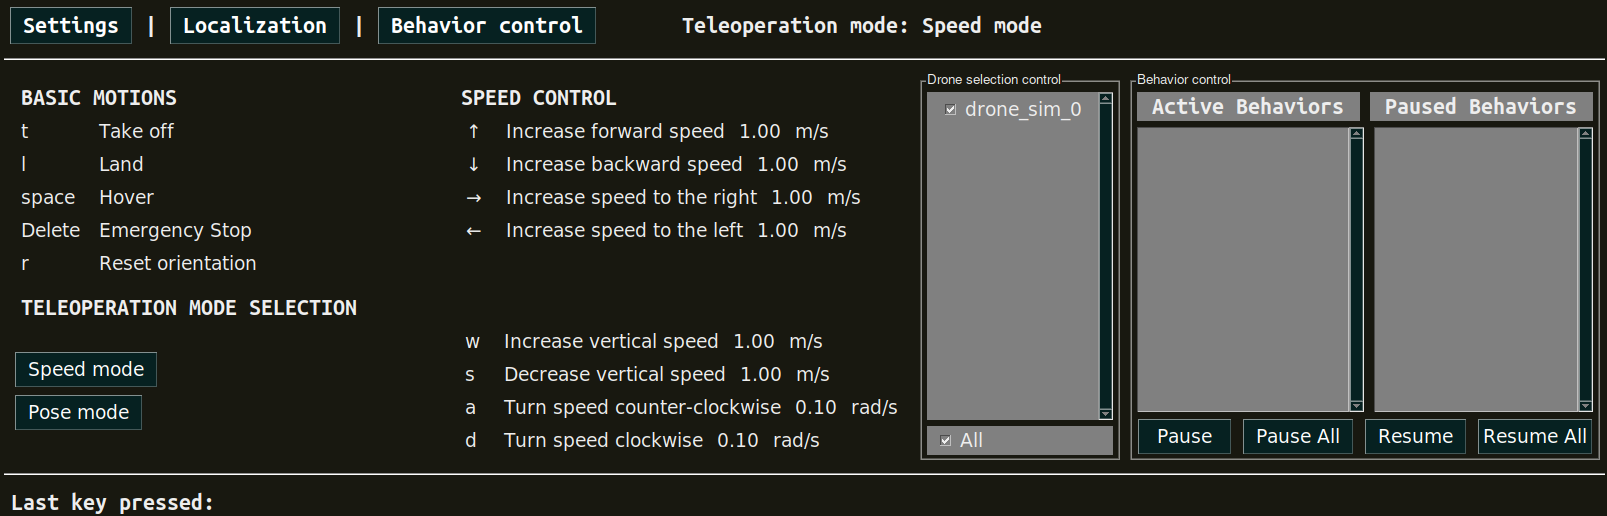 Settings | Localization | Behavior control Teleoperation mode: Speed mode
BASIC MOTIONS
t Take off
l Land
space Hover
Delete Emergency Stop
r Reset orientation
TELEOPERATION MODE SELECTION
Speed mode
Pose mode
SPEED CONTROL
↑ Increase forward speed 1.00 m/s
↓ Increase backward speed 1.00 m/s
→ Increase speed to the right 1.00 m/s
← Increase speed to the left 1.00 m/s
w Increase vertical speed 1.00 m/s
s Decrease vertical speed 1.00 m/s
a Turn speed counter-clockwise 0.10 rad/s
d Turn speed clockwise 0.10 rad/s
Drone selection control
drone_sim_0
All
Behavior control
Active Behaviors Paused Behaviors
Pause Pause All Resume Resume All
Last key pressed: